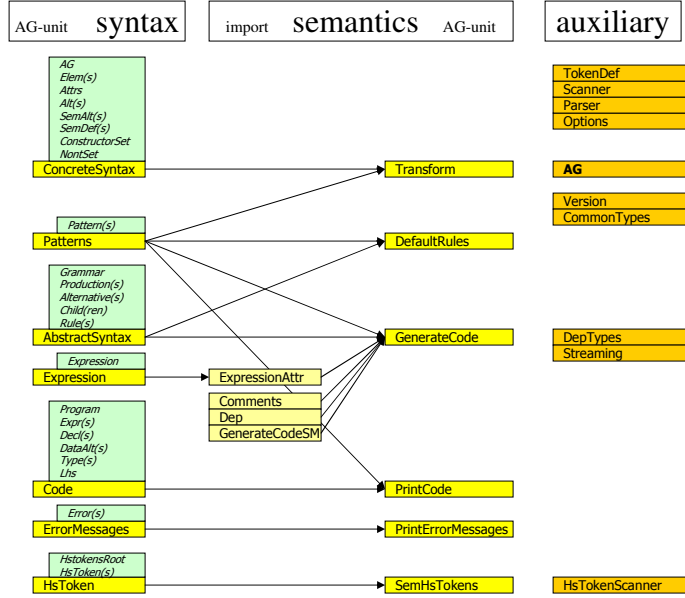 AG-unit syntax
import semantics AG-unit
auxiliary
AG
Elem(s)
Attrs
Alt(s)
SemAlt(s)
SemDef(s)
ConstructorSet
NontSet
ConcreteSyntax
Transform
TokenDef
Scanner
Parser
Options
AG
Version
CommonTypes
Pattern(s)
Patterns
DefaultRules
Grammar
Production(s)
Alternative(s)
Child(ren)
Rule(s)
AbstractSyntax
GenerateCode
DepTypes
Streaming
Expression
Expression
ExpressionAttr
Comments
Dep
GenerateCodeSM
Program
Expr(s)
Decl(s)
DataAlt(s)
Type(s)
Lhs
Code
PrintCode
Error(s)
ErrorMessages
PrintErrorMessages
HstokensRoot
HsToken(s)
HsToken
SemHsTokens
HsTokenScanner